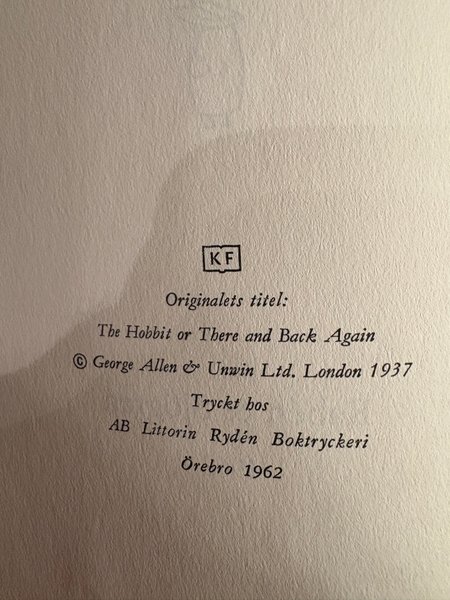 KF
Originalets titel:
The Hobbit or There and Back Again
© George Allen & Unwin Ltd. London 1937
Tryckt hos
AB Littorin Rydén Boktryckeri
Örebro 1962